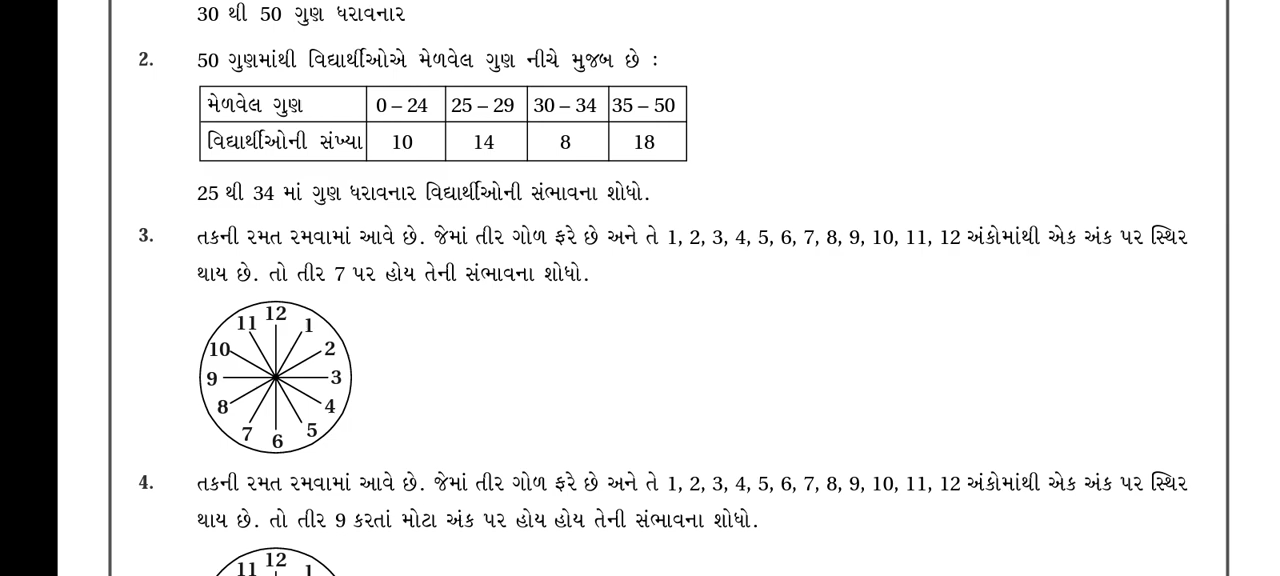 30 થી 50 ગુણ ધરાવનાર
2. 50 ગુણમાંથી વિદ્યાર્થીઓએ મેળવેલ ગુણ નીચે મુજબ છે :
મેળવેલ ગુણ 0 – 24 25 – 29 30 – 34 35 – 50
વિદ્યાર્થીઓની સંખ્યા 10 14 8 18
25 થી 34 માં ગુણ ધરાવનાર વિદ્યાર્થીઓની સંભાવના શોધો.
3. તકની રમત રમવામાં આવે છે. જેમાં તીર ગોળ ફરે છે અને તે 1, 2, 3, 4, 5, 6, 7, 8, 9, 10, 11, 12 અંકોમાંથી એક અંક પર સ્થિર
થાય છે. તો તીર 7 પર હોય તેની સંભાવના શોધો.
12
11 1
10 2
9 3
8 4
7 5
6
4. તકની રમત રમવામાં આવે છે. જેમાં તીર ગોળ ફરે છે અને તે 1, 2, 3, 4, 5, 6, 7, 8, 9, 10, 11, 12 અંકોમાંથી એક અંક પર સ્થિર
થાય છે. તો તીર 9 કરતાં મોટા અંક પર હોય હોય તેની સંભાવના શોધો.
12
11 1